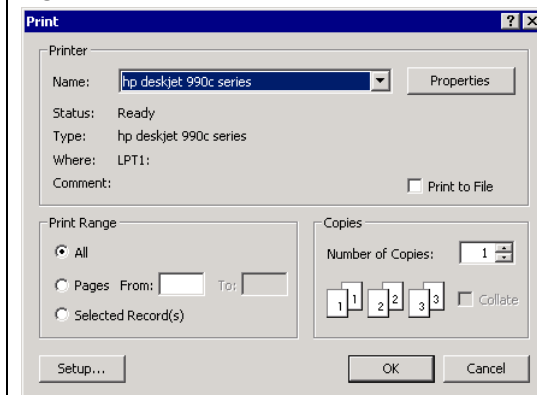 Print
Printer
Name: hp deskjet 990c series Properties
Status: Ready
Type: hp deskjet 990c series
Where: LPT1:
Comment: Print to File
Print Range
All
Pages From: To:
Selected Record(s)
Copies
Number of Copies: 1
1 1 2 2 3 3 Collate
Setup... OK Cancel